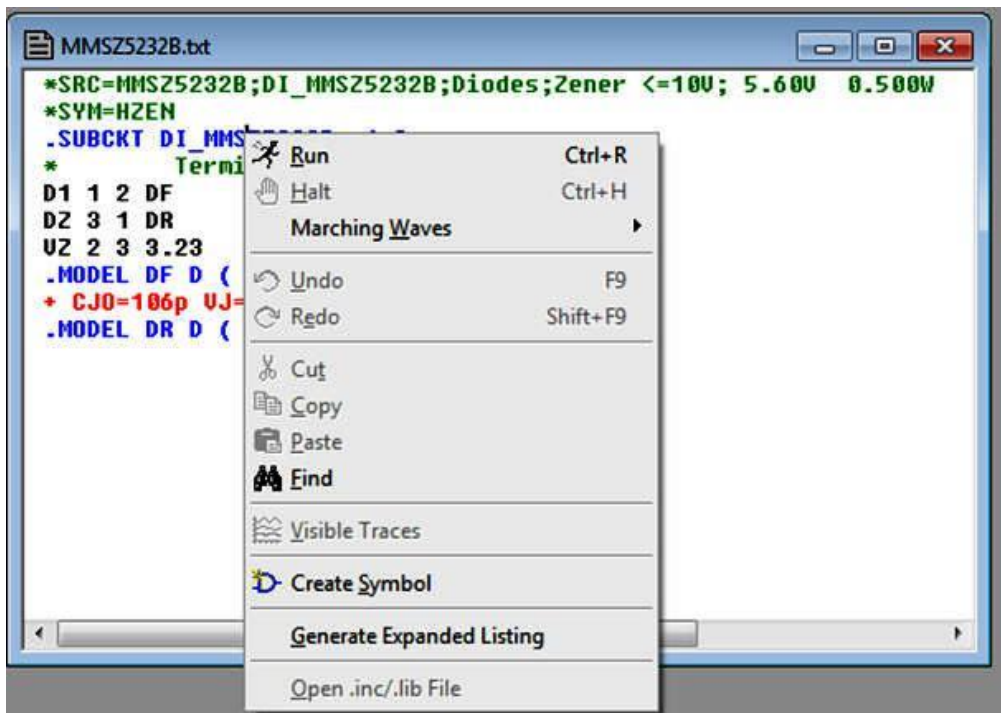 MMSZ5232B.txt
*SRC=MMSZ5232B;DI_MMSZ5232B;Diodes;Zener <=10V; 5.60V 0.500W
*SYM=HZEN
.SUBCKT DI_MMS
* Termi
D1 1 2 DF
DZ 3 1 DR
VZ 2 3 3.23
.MODEL DF D (
+ CJO=106p VJ=
.MODEL DR D (
Run Ctrl+R
Halt Ctrl+H
Marching Waves
Undo F9
Redo Shift+F9
Cut
Copy
Paste
Find
Visible Traces
Create Symbol
Generate Expanded Listing
Open .inc/.lib File